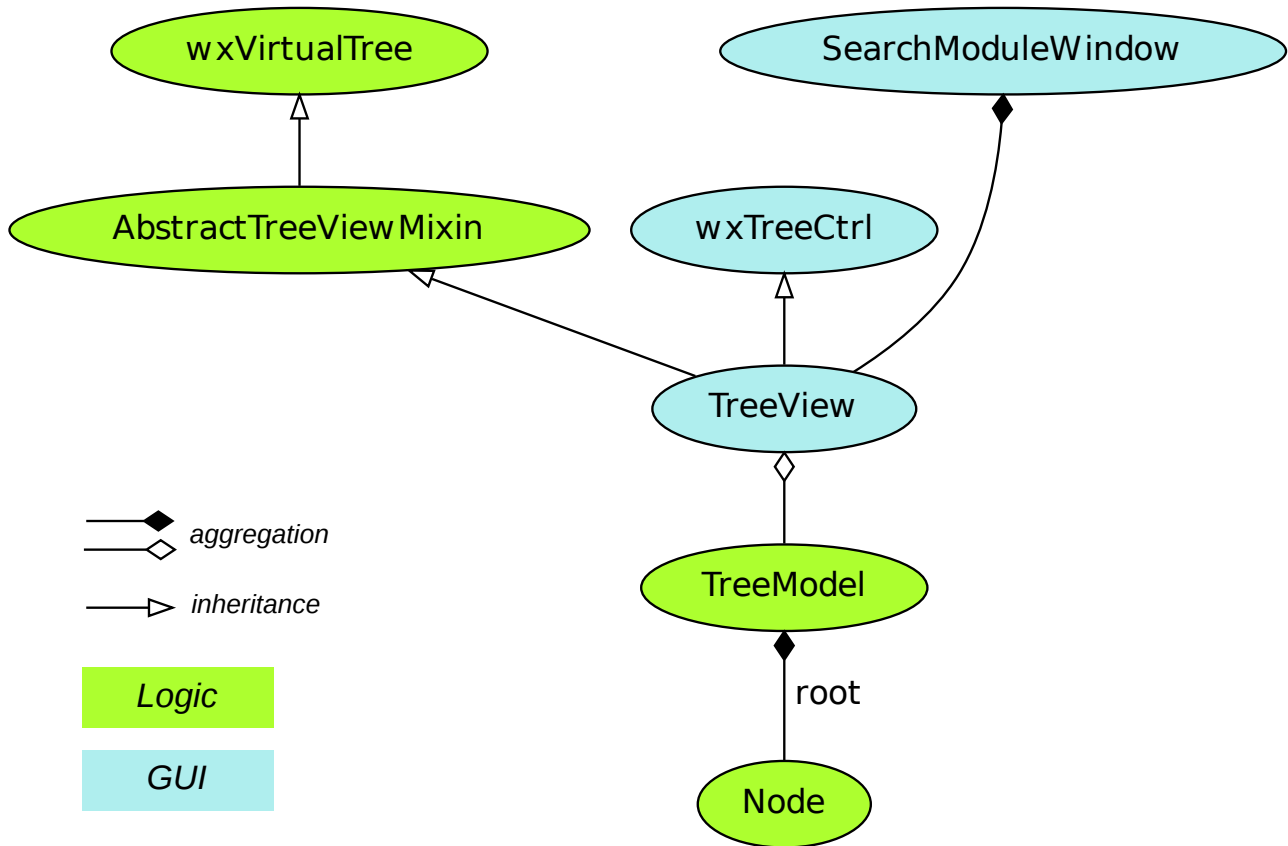 wxVirtualTree
SearchModuleWindow
AbstractTreeViewMixin
wxTreeCtrl
TreeView
aggregation
TreeModel
inheritance
Logic
root
GUI
Node